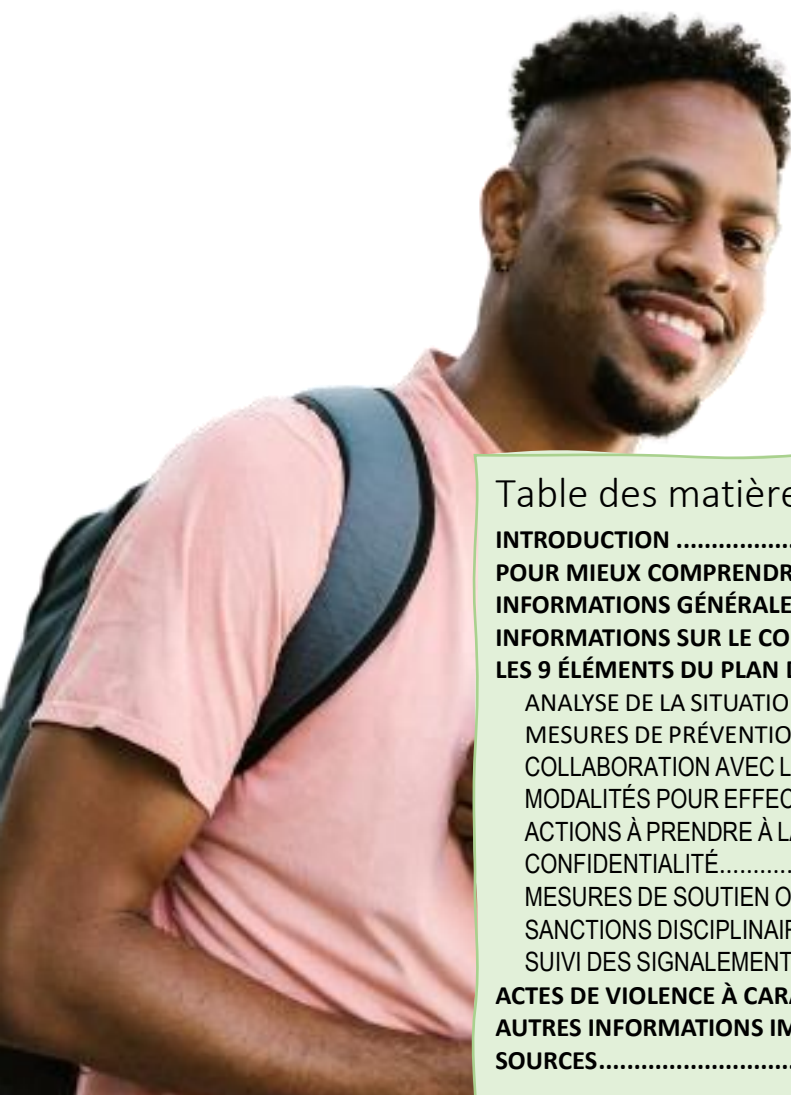 Table des matière
INTRODUCTION ..................
POUR MIEUX COMPRENDR
INFORMATIONS GÉNÉRALE
INFORMATIONS SUR LE CO
LES 9 ÉLÉMENTS DU PLAN D
ANALYSE DE LA SITUATIO
MESURES DE PRÉVENTIO
COLLABORATION AVEC L
MODALITÉS POUR EFFEC
ACTIONS À PRENDRE À LA
CONFIDENTIALITÉ...........
MESURES DE SOUTIEN O
SANCTIONS DISCIPLINAIR
SUIVI DES SIGNALEMENT
ACTES DE VIOLENCE À CARA
AUTRES INFORMATIONS IM
SOURCES.............................